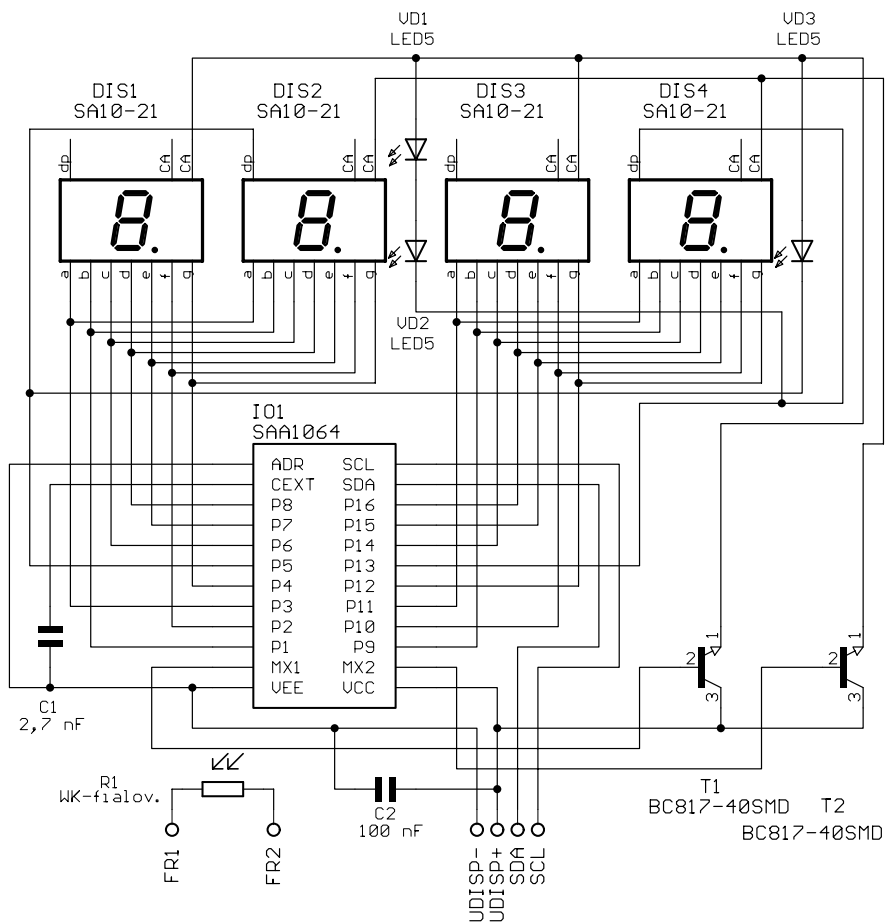 VD1
LED5
VD3
LED5
DIS1
SA10-21
DIS2
SA10-21
DIS3
SA10-21
DIS4
SA10-21
dp CA CA
dp CA CA
dp CA CA
dp CA CA
8.
8.
8.
8.
a b c d e f g
a b c d e f g
a b c d e f g
a b c d e f g
VD2
LED5
IO1
SAA1064
ADR SCL
CEXT SDA
P8 P16
P7 P15
P6 P14
P5 P13
P4 P12
P3 P11
P2 P10
P1 P9
MX1 MX2
VEE VCC
1
2
3
1
2
3
C1
2,7 nF
R1
WK-fialov.
FR1
FR2
C2
100 nF
UDISP-
UDISP+
SDA
SCL
T1
BC817-40SMD
T2
BC817-40SMD